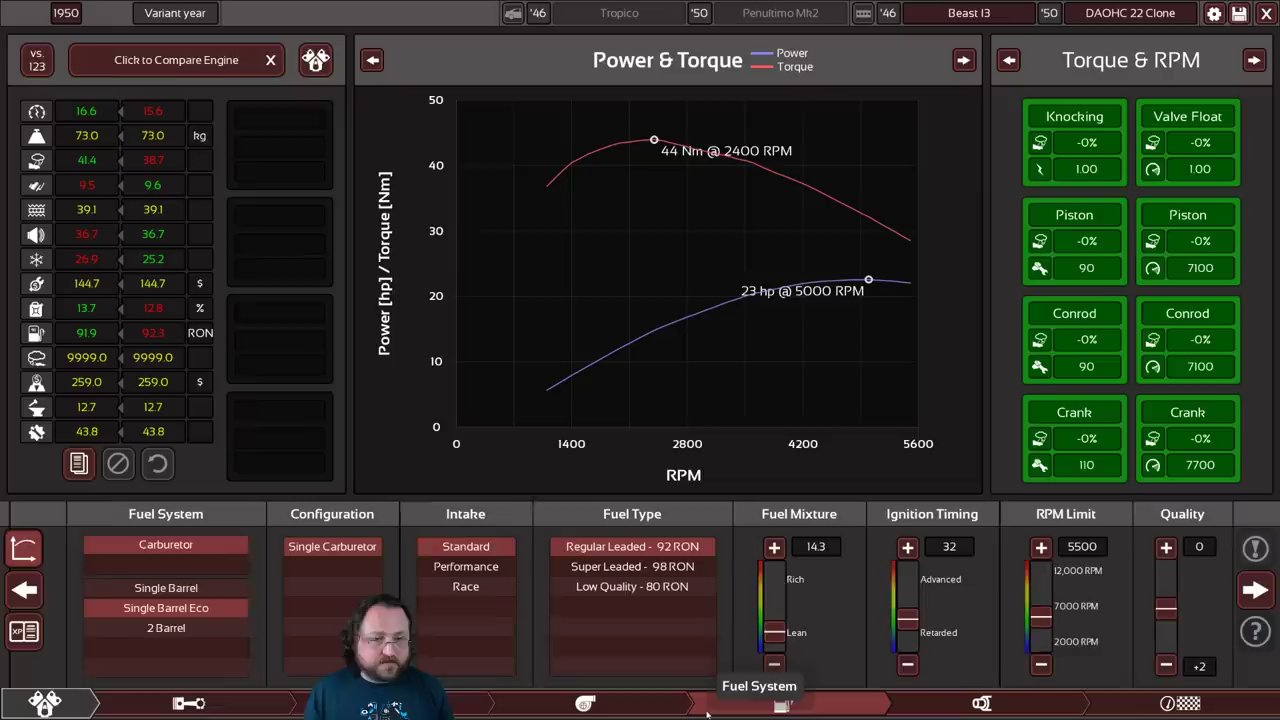 1950
Variant year
'46
Tropico
'50
Penultimo Mk2
'46
Beast I3
'50
DAOHC 22 Clone
vs. 123
Click to Compare Engine
X
Power & Torque
Power
Torque
Torque & RPM
16.6 15.6
73.0 73.0 kg
41.4 38.7
9.5 9.6
39.1 39.1
36.7 36.7
26.9 25.2
144.7 144.7 $
13.7 12.8 %
91.9 92.3 RON
9999.0 9999.0
259.0 259.0 $
12.7 12.7
43.8 43.8
Power [hp] / Torque [Nm]
50
40
30
20
10
0
44 Nm @ 2400 RPM
23 hp @ 5000 RPM
0 1400 2800 4200 5600
RPM
Knocking Valve Float
-0% -0%
1.00 1.00
Piston Piston
-0% -0%
90 7100
Conrod Conrod
-0% -0%
90 7100
Crank Crank
-0% -0%
110 7700
Fuel System
Carburetor
Single Barrel
Single Barrel Eco
2 Barrel
Configuration
Single Carburetor
Intake
Standard
Performance
Race
Fuel Type
Regular Leaded - 92 RON
Super Leaded - 98 RON
Low Quality - 80 RON
Fuel Mixture
14.3
Rich
Lean
Ignition Timing
32
Advanced
Retarded
RPM Limit
5500
12,000 RPM
7000 RPM
2000 RPM
Quality
0
+2
XP
Fuel System